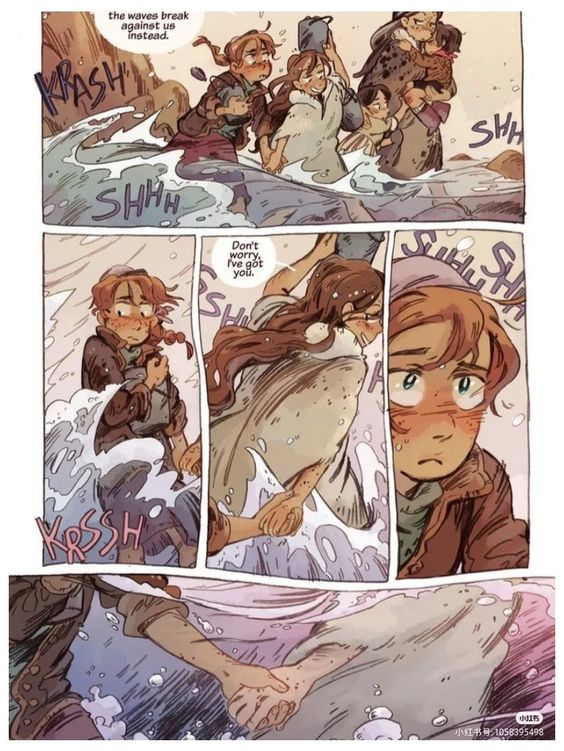 the waves break
against us
instead.
KRASH
SHH
SHHH
Don't
worry,
I've got
you.
KRSSH
小红书
小红书号: 1058395498